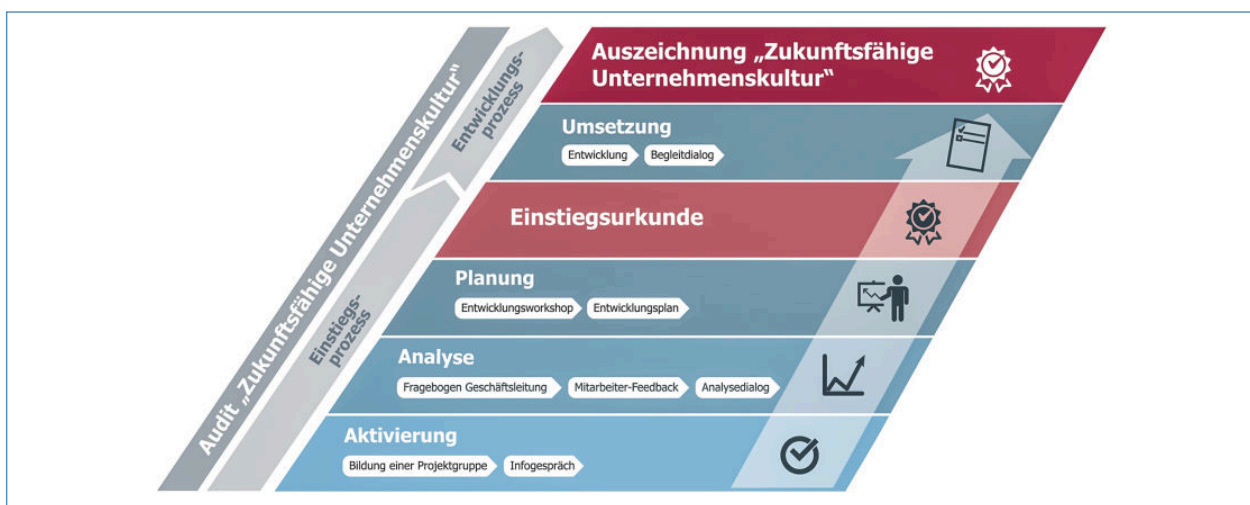 Auszeichnung „Zukunftsfähige
Unternehmenskultur“
Umsetzung
Entwicklung
Begleitdialog
Einstiegsurkunde
Planung
Entwicklungsworkshop
Entwicklungsplan
Analyse
Fragebogen Geschäftsleitung
Mitarbeiter-Feedback
Analysedialog
Aktivierung
Bildung einer Projektgruppe
Infogespräch
Audit „Zukunftsfähige Unternehmenskultur“
Einstiegs-
prozess
Entwicklungs-
prozess